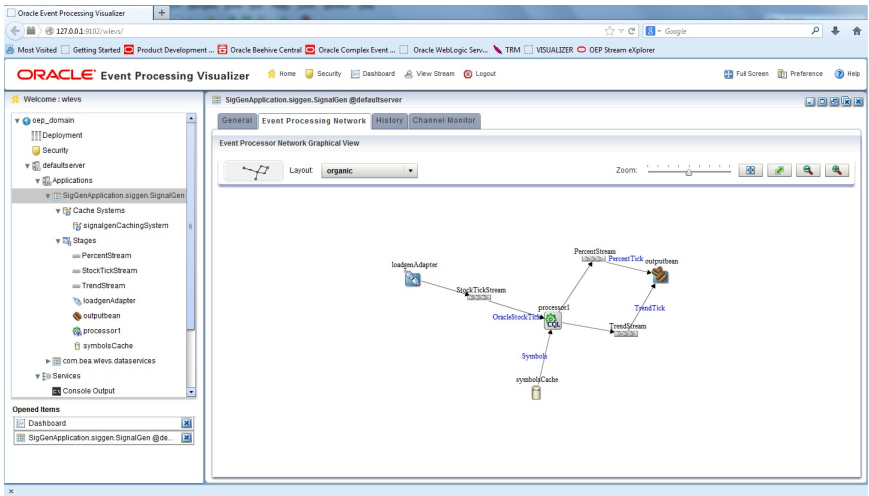 Oracle Event Processing Visualizer
+
127.0.0.1:9102/wlevs/
Google
Most Visited Getting Started Product Development ... Oracle Beehive Central Oracle Complex Event ... Oracle WebLogic Serv... TRM VISUALIZER OEP Stream eXplorer
ORACLE Event Processing Visualizer Home Security Dashboard View Stream Logout Full Screen Preference Help
Welcome : wlevs
SigGenApplication.siggen.SignalGen @defaultserver
General Event Processing Network History Channel Monitor
Event Processor Network Graphical View
Layout: organic Zoom:
oep_domain
Deployment
Security
defaultserver
Applications
SigGenApplication.siggen.SignalGen
Cache Systems
signalgenCachingSystem
Stages
PercentStream
StockTickStream
TrendStream
loadgenAdapter
outputbean
processor1
symbolsCache
com.bea.wlevs.dataservices
Services
Console Output
Opened Items
Dashboard
SigGenApplication.siggen.SignalGen @de...
PercentStream
PercentTick outputbean
loadgenAdapter
StockTickStream
processor1
TrendTick
OracleStockTick
CQL
TrendStream
Symbols
symbolsCache
×